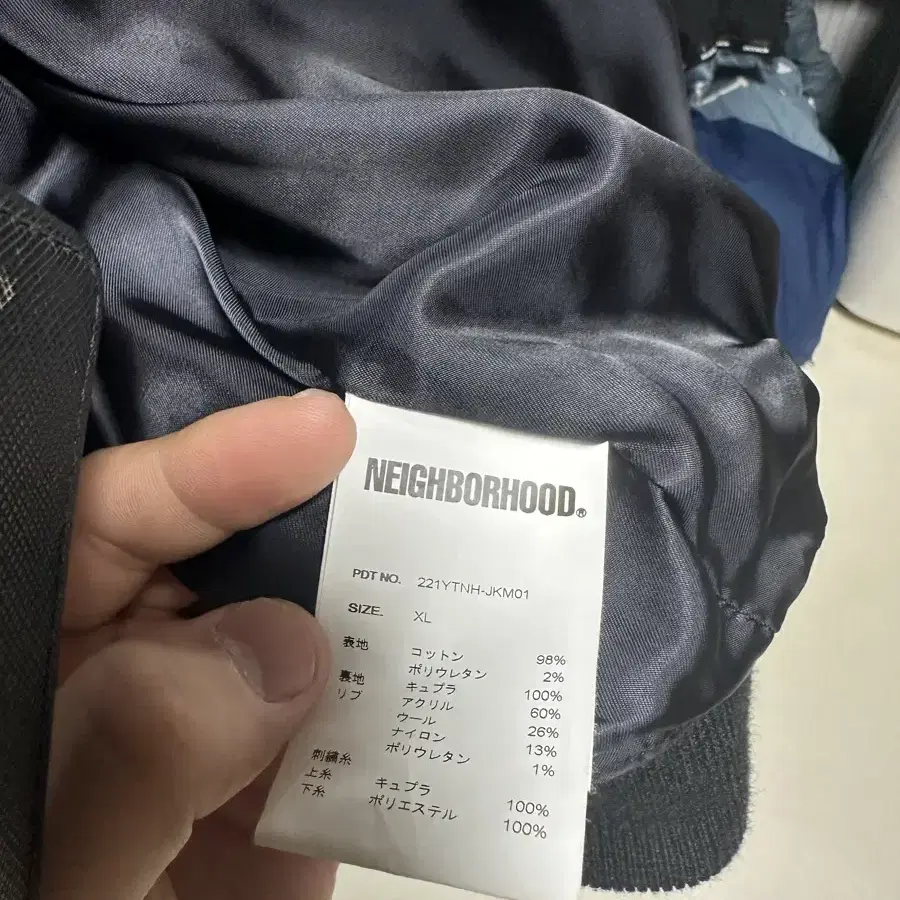 NEIGHBORHOOD®
PDT NO. 221YTNH-JKM01
SIZE. XL
表地 コットン 98%
ポリウレタン 2%
裏地 キュプラ 100%
リブ アクリル 60%
ウール 26%
ナイロン 13%
ポリウレタン 1%
刺繍糸
上糸 キュプラ 100%
下糸 ポリエステル 100%